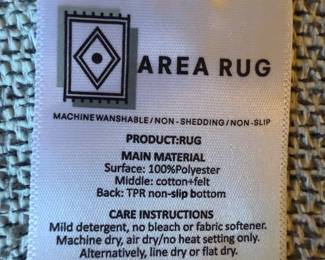 AREA RUG
MACHINE WANSHABLE / NON-SHEDDING / NON-SLIP
PRODUCT:RUG
MAIN MATERIAL
Surface: 100%Polyester
Middle: cotton+felt
Back: TPR non-slip bottom
CARE INSTRUCTIONS
Mild detergent, no bleach or fabric softener.
Machine dry, air dry/no heat setting only.
Alternatively, line dry or flat dry.